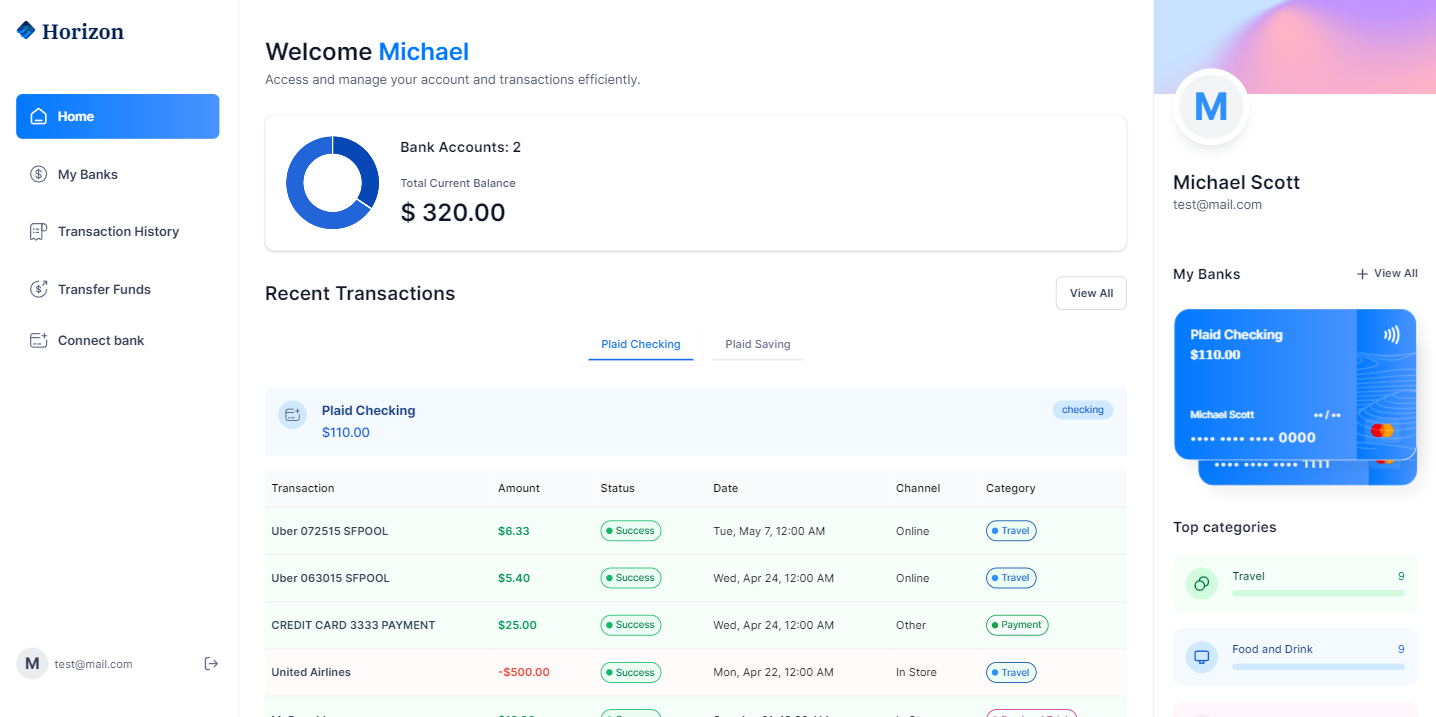 Horizon
Home
My Banks
Transaction History
Transfer Funds
Connect bank
M test@mail.com
Welcome Michael
Access and manage your account and transactions efficiently.
Bank Accounts: 2
Total Current Balance
$ 320.00
Recent Transactions
View All
Plaid Checking Plaid Saving
Plaid Checking checking
$110.00
Transaction Amount Status Date Channel Category
Uber 072515 SFPOOL $6.33 Success Tue, May 7, 12:00 AM Online Travel
Uber 063015 SFPOOL $5.40 Success Wed, Apr 24, 12:00 AM Online Travel
CREDIT CARD 3333 PAYMENT $25.00 Success Wed, Apr 24, 12:00 AM Other Payment
United Airlines -$500.00 Success Mon, Apr 22, 12:00 AM In Store Travel
M
Michael Scott
test@mail.com
My Banks + View All
Plaid Checking
$110.00
Michael Scott •• / ••
•••• •••• •••• 0000
•••• •••• •••• 1111
Top categories
Travel 9
Food and Drink 9